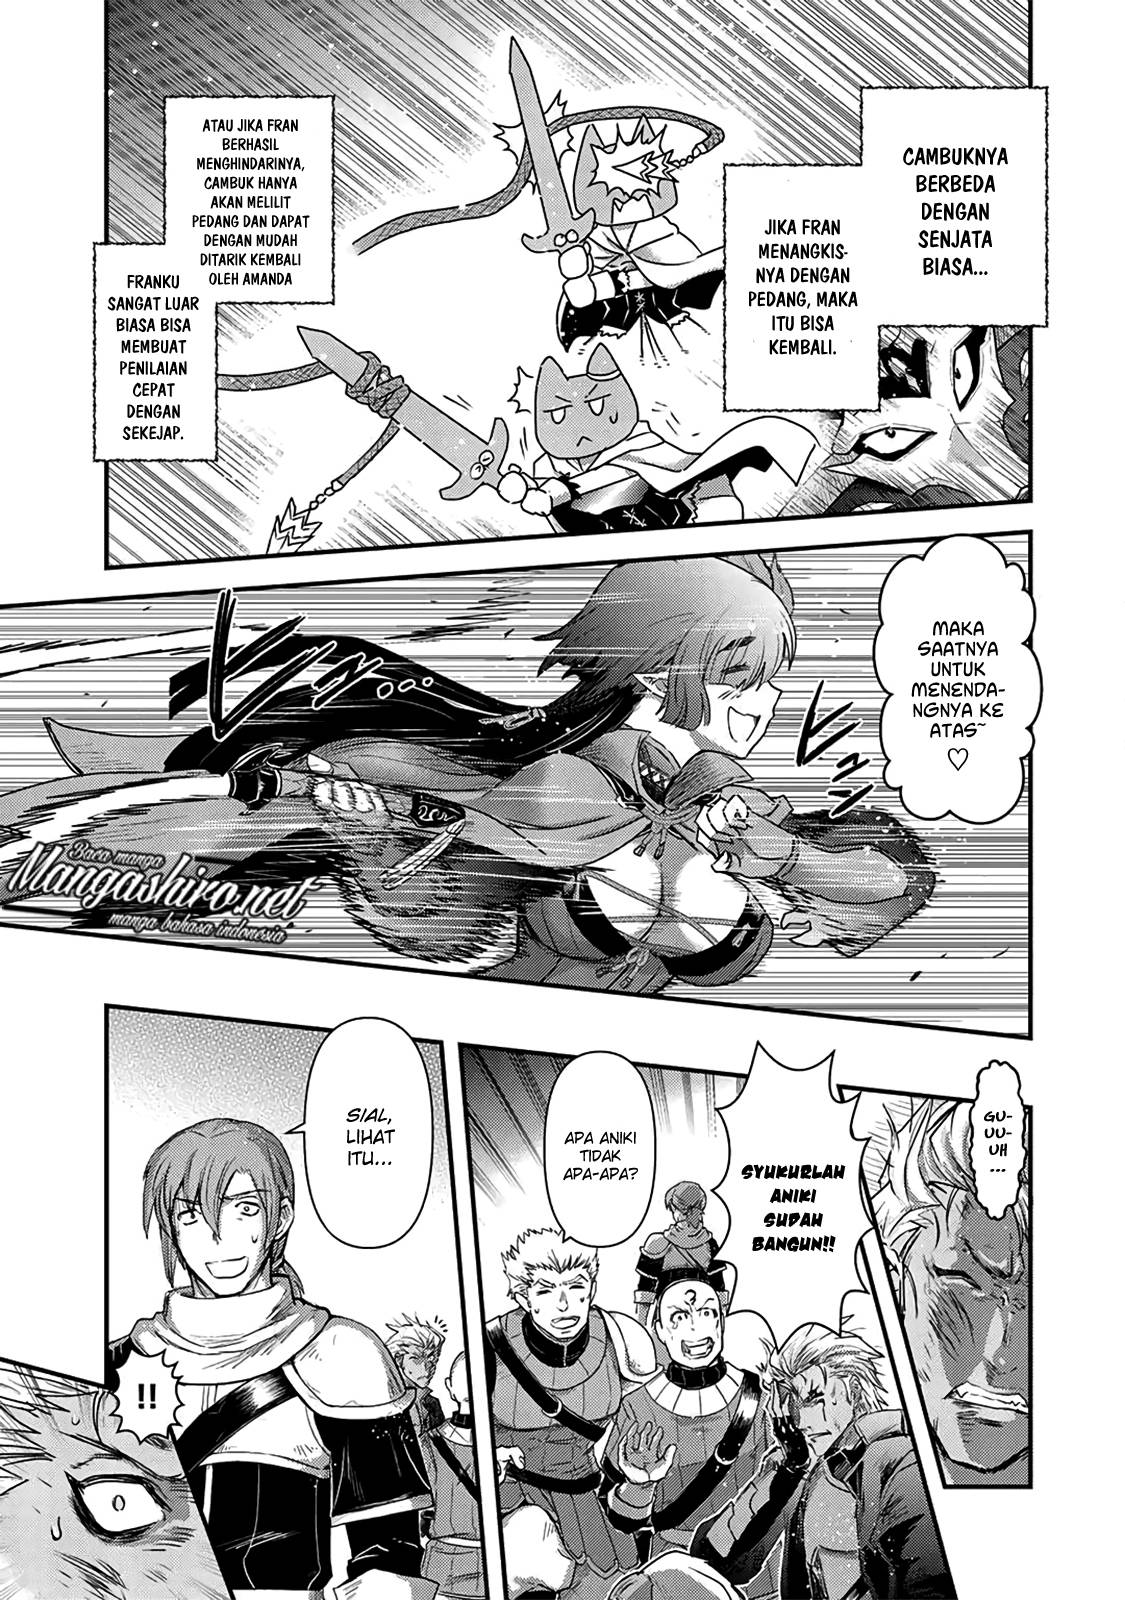 CAMBUKNYA
BERBEDA
DENGAN
SENJATA
BIASA...
JIKA FRAN
MENANGKIS-
NYA DENGAN
PEDANG, MAKA
ITU BISA
KEMBALI.
ATAU JIKA FRAN
BERHASIL
MENGHINDARINYA,
CAMBUK HANYA
AKAN MELILIT
PEDANG DAN DAPAT
DENGAN MUDAH
DITARIK KEMBALI
OLEH AMANDA
FRANKU
SANGAT LUAR
BIASA BISA
MEMBUAT
PENILAIAN
CEPAT
DENGAN
SEKEJAP.
MAKA
SAATNYA
UNTUK
MENENDA-
NGNYA KE
ATAS~
♡
Baca manga
Mangashiro.net
manga bahasa indonesia
GU-
UU-
UH
...
SYUKURLAH
ANIKI
SUDAH
BANGUN!!
APA ANIKI
TIDAK
APA-APA?
SIAL,
LIHAT
ITU...
!!